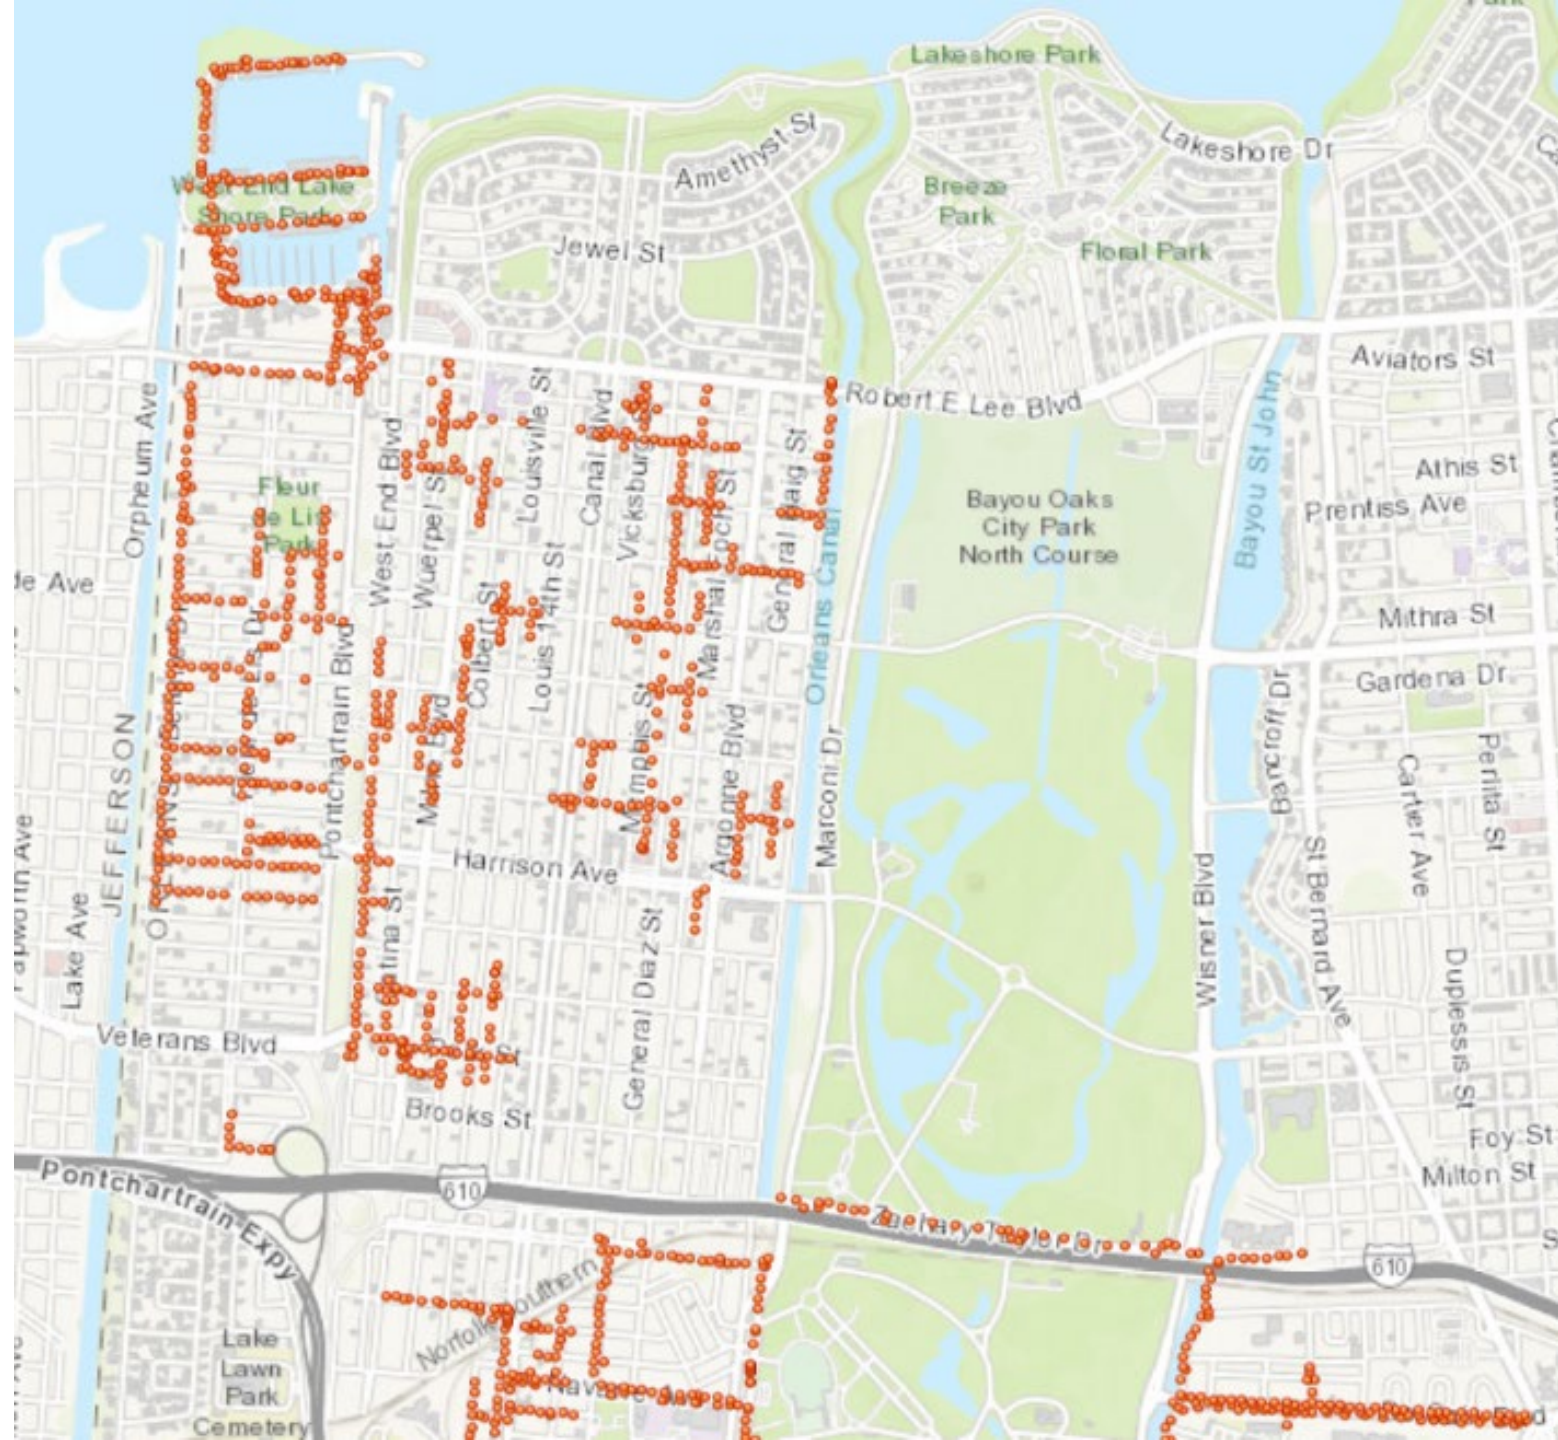 Lakeshore Park
Amethyst St
Lakeshore Dr
West End Lake
Shore Park
Breeze
Park
Jewel St
Floral Park
Aviators St
Robert E Lee Blvd
Orpheum Ave
West End Blvd
Wuerpel St
Louisville St
Canal Blvd
Vicksburg
General Haig St
Bayou St John
Athis St
Fleur
de Lis
Park
Bayou Oaks
City Park
North Course
Prentiss Ave
de Ave
Colbert St
Louis 14th St
Marshal Foch St
Orleans Canal
Mithra St
Gardena Dr
Pontchartrain Blvd
Memphis St
Argonne Blvd
Marconi Dr
Bancroft Dr
Carter Ave
Perlita St
JEFFERSON
Lake Ave
Harrison Ave
General Diaz St
Wisner Blvd
St Bernard Ave
Duplessis St
Veterans Blvd
Brooks St
Foy St
Milton St
Pontchartrain Expy
610
Zachary Taylor Dr
610
Norfolk Southern
Lake
Lawn
Park
Cemetery